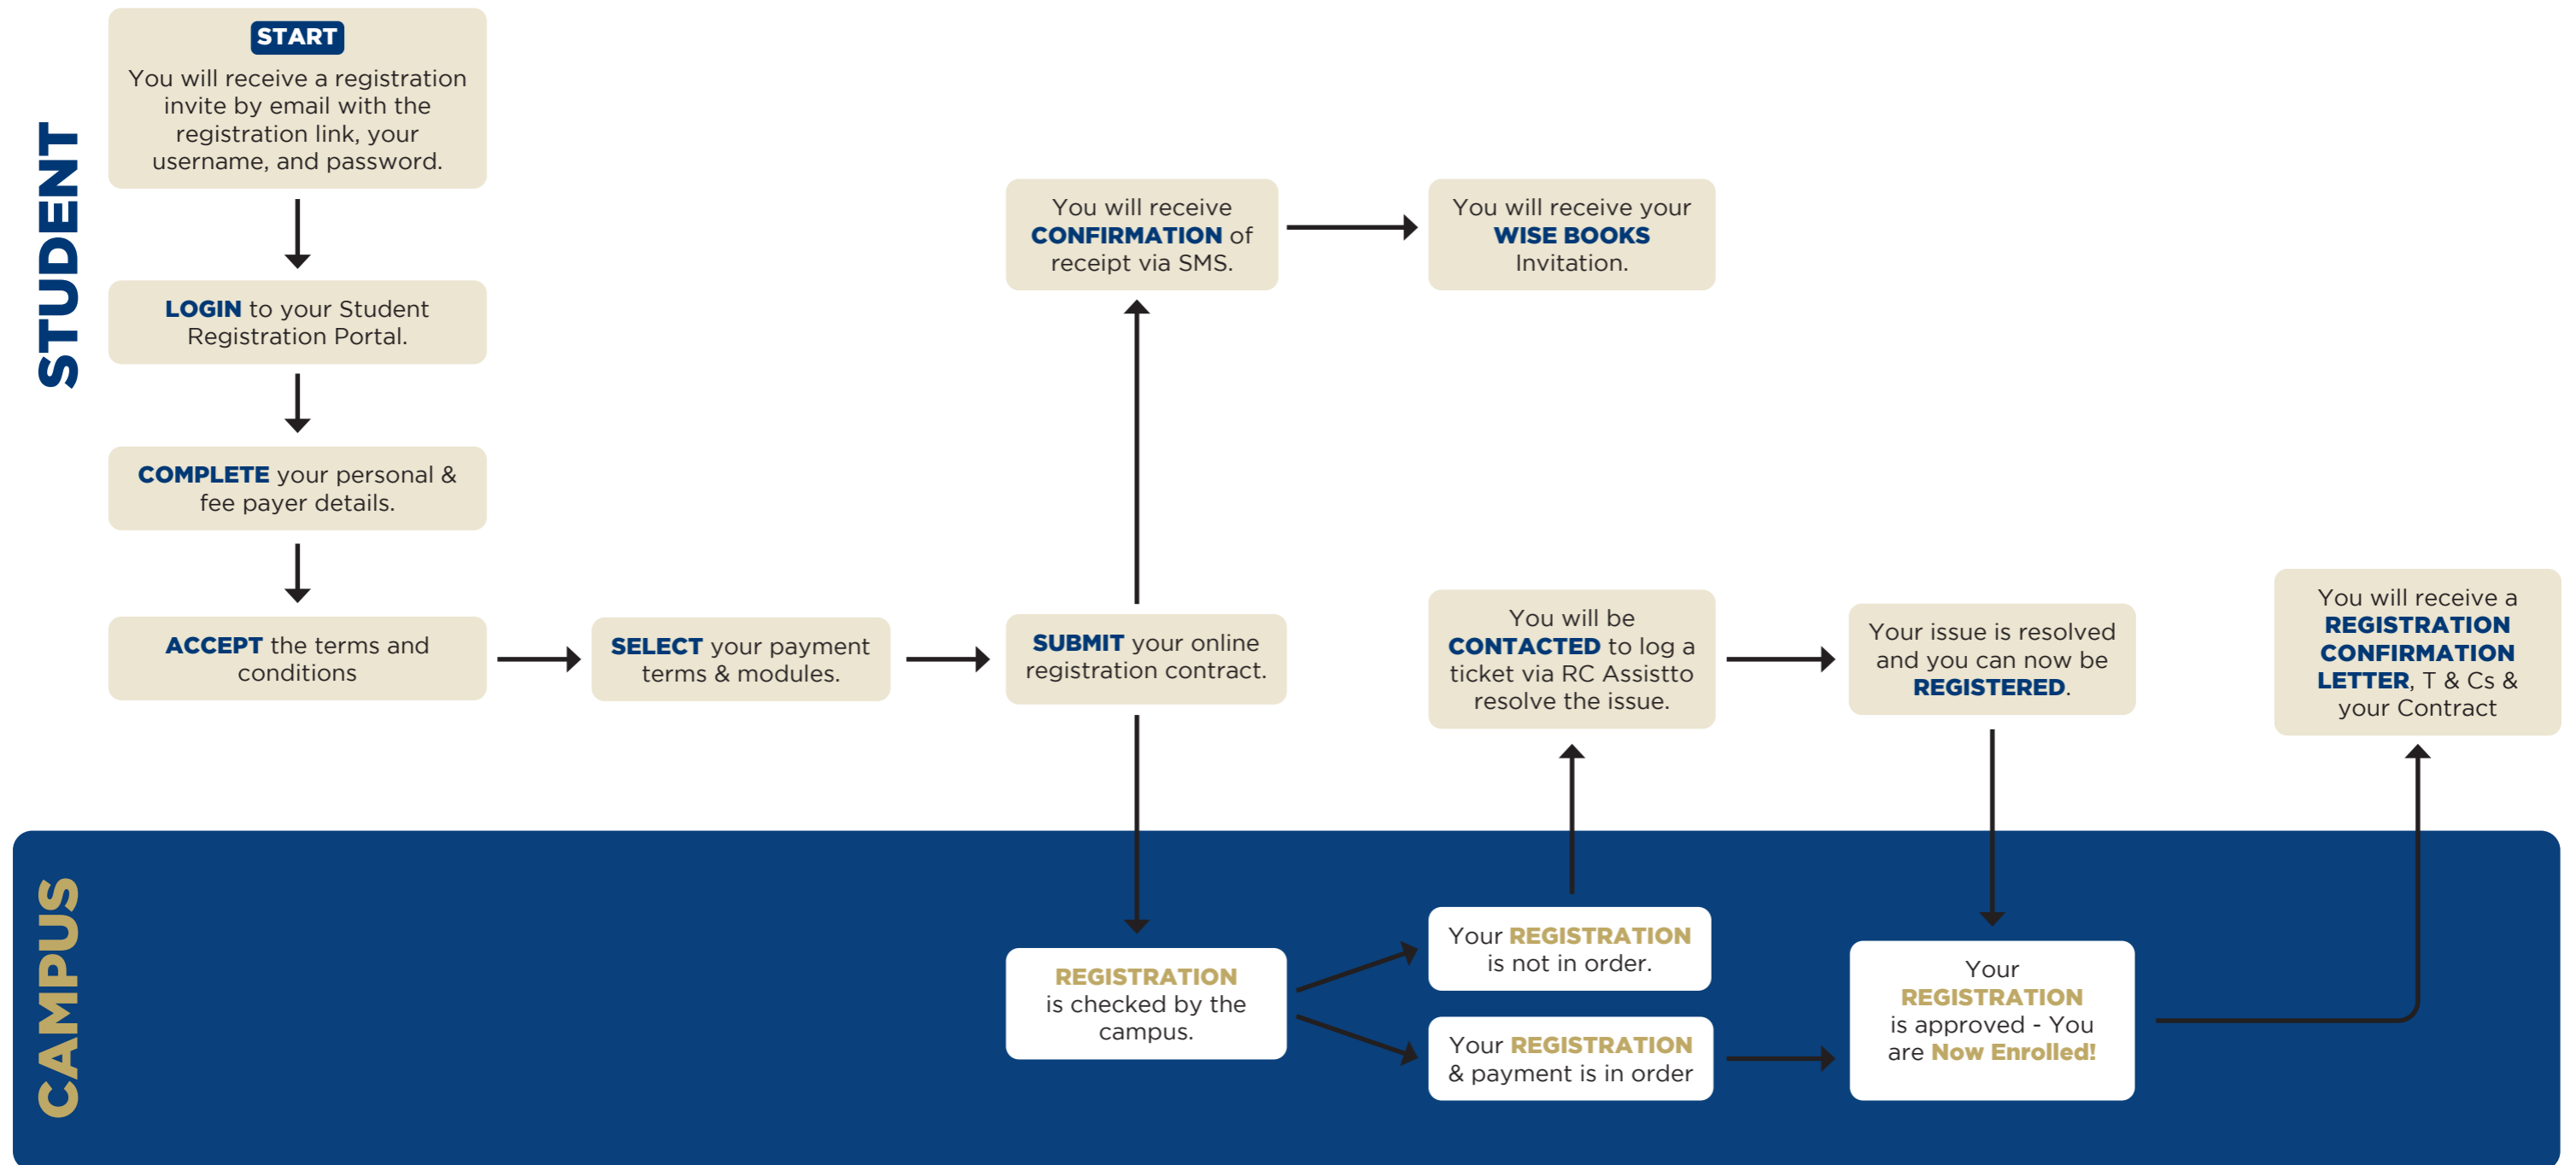 STUDENT
START
You will receive a registration
invite by email with the
registration link, your
username, and password.
LOGIN to your Student
Registration Portal.
COMPLETE your personal &
fee payer details.
ACCEPT the terms and
conditions
SELECT your payment
terms & modules.
SUBMIT your online
registration contract.
You will receive
CONFIRMATION of
receipt via SMS.
You will receive your
WISE BOOKS
Invitation.
You will be
CONTACTED to log a
ticket via RC Assistto
resolve the issue.
Your issue is resolved
and you can now be
REGISTERED.
You will receive a
REGISTRATION
CONFIRMATION
LETTER, T & Cs &
your Contract
CAMPUS
REGISTRATION
is checked by the
campus.
Your REGISTRATION
is not in order.
Your REGISTRATION
& payment is in order
Your
REGISTRATION
is approved - You
are Now Enrolled!